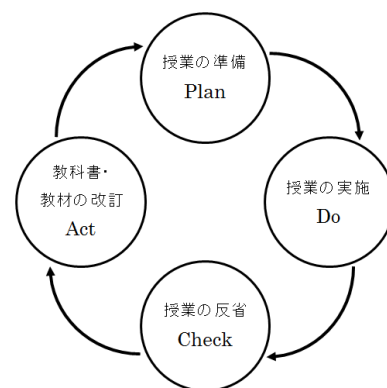 授業の準備
Plan
授業の実施
Do
授業の反省
Check
教科書・
教材の改訂
Act